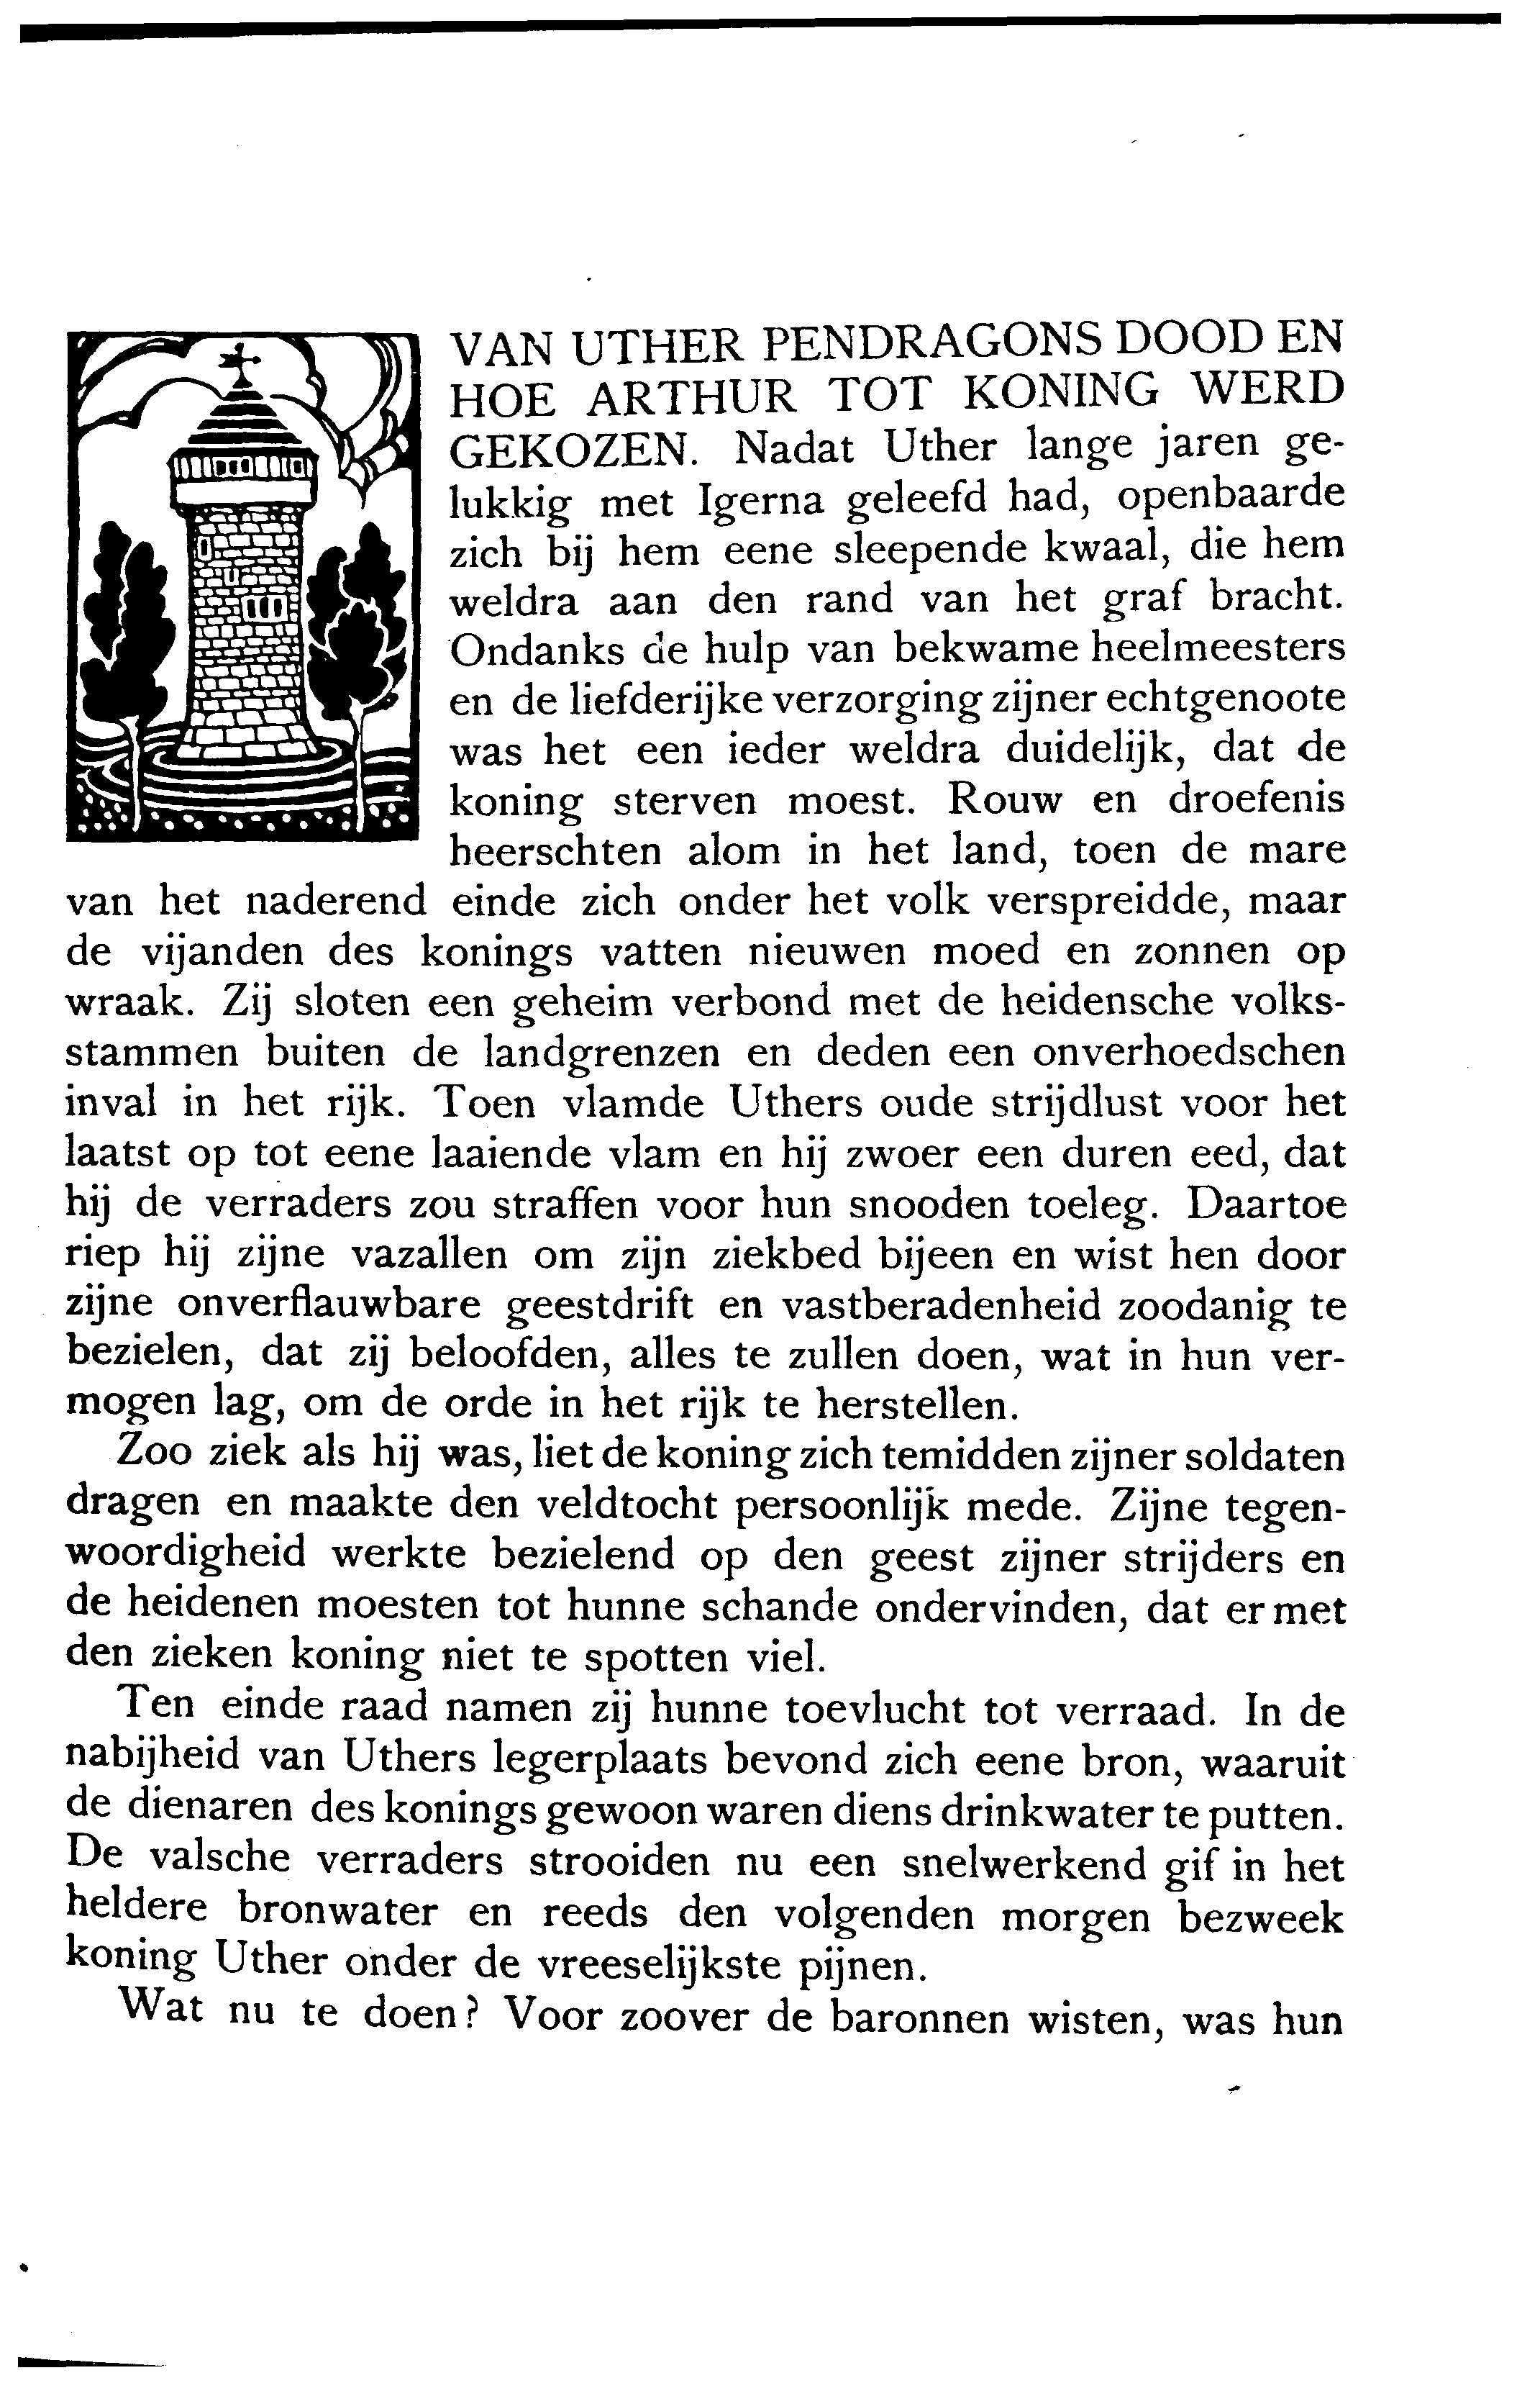 VAN UTHER PENDRAGONS DOOD EN
HOE ARTHUR TOT KONING WERD
GEKOZEN. Nadat Uther lange jaren ge-
lukkig met Igerna geleefd had, openbaarde
zich bij hem eene sleepende kwaal, die hem
weldra aan den rand van het graf bracht.
Ondanks de hulp van bekwame heelmeesters
en de liefderijke verzorging zijner echtgenoote
was het een ieder weldra duidelijk, dat de
koning sterven moest. Rouw en droefenis
heerschten alom in het land, toen de mare
van het naderend einde zich onder het volk verspreidde, maar
de vijanden des konings vatten nieuwen moed en zonnen op
wraak. Zij sloten een geheim verbond met de heidensche volks-
stammen buiten de landgrenzen en deden een onverhoedschen
inval in het rijk. Toen vlamde Uthers oude strijdlust voor het
laatst op tot eene laaiende vlam en hij zwoer een duren eed, dat
hij de verraders zou straffen voor hun snooden toeleg. Daartoe
riep hij zijne vazallen om zijn ziekbed bijeen en wist hen door
zijne onverflauwbare geestdrift en vastberadenheid zoodanig te
bezielen, dat zij beloofden, alles te zullen doen, wat in hun ver-
mogen lag, om de orde in het rijk te herstellen.
Zoo ziek als hij was, liet de koning zich temidden zijner soldaten
dragen en maakte den veldtocht persoonlijk mede. Zijne tegen-
woordigheid werkte bezielend op den geest zijner strijders en
de heidenen moesten tot hunne schande ondervinden, dat er met
den zieken koning niet te spotten viel.
Ten einde raad namen zij hunne toevlucht tot verraad. In de
nabijheid van Uthers legerplaats bevond zich eene bron, waaruit
de dienaren des konings gewoon waren diens drinkwater te putten.
De valsche verraders strooiden nu een snelwerkend gif in het
heldere bronwater en reeds den volgenden morgen bezweek
koning Uther onder de vreeselijkste pijnen.
Wat nu te doen? Voor zoover de baronnen wisten, was hun